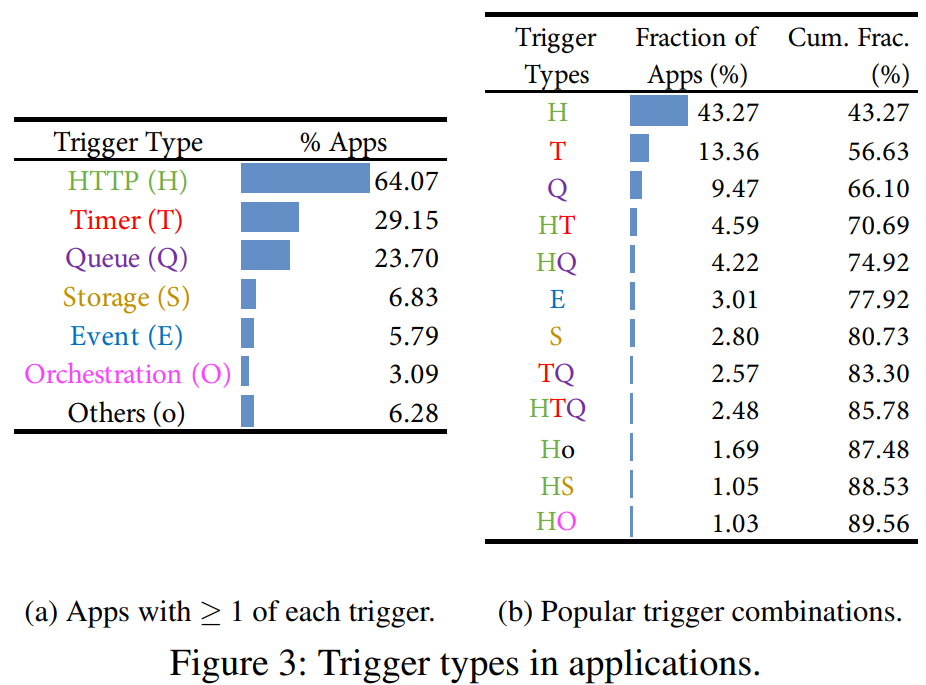 Trigger Type % Apps
HTTP (H) 64.07
Timer (T) 29.15
Queue (Q) 23.70
Storage (S) 6.83
Event (E) 5.79
Orchestration (O) 3.09
Others (o) 6.28
(a) Apps with ≥ 1 of each trigger.
Trigger Fraction of Cum. Frac.
Types Apps (%) (%)
H 43.27 43.27
T 13.36 56.63
Q 9.47 66.10
HT 4.59 70.69
HQ 4.22 74.92
E 3.01 77.92
S 2.80 80.73
TQ 2.57 83.30
HTQ 2.48 85.78
Ho 1.69 87.48
HS 1.05 88.53
HO 1.03 89.56
(b) Popular trigger combinations.
Figure 3: Trigger types in applications.